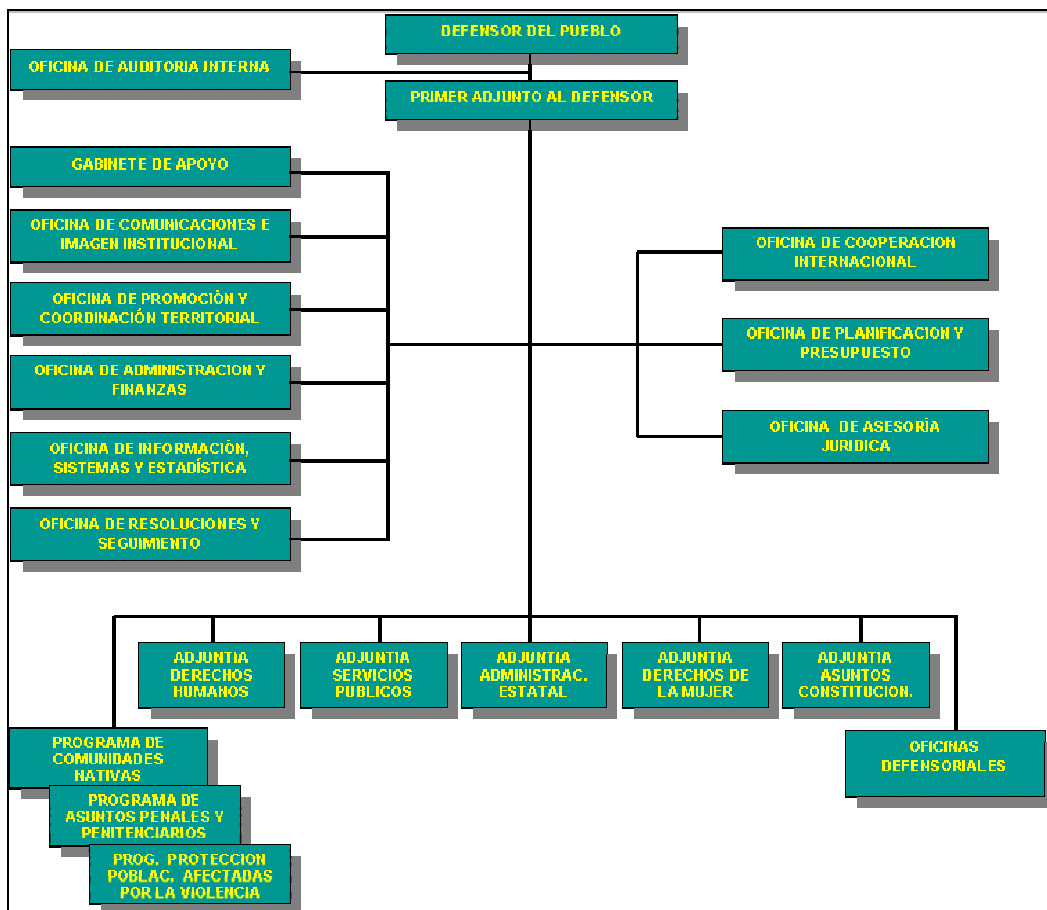 DEFENSOR DEL PUEBLO
OFICINA DE AUDITORIA INTERNA
PRIMER ADJUNTO AL DEFENSOR
GABINETE DE APOYO
OFICINA DE COMUNICACIONES E
IMAGEN INSTITUCIONAL
OFICINA DE PROMOCIÓN Y
COORDINACIÓN TERRITORIAL
OFICINA DE ADMINISTRACION Y
FINANZAS
OFICINA DE INFORMACIÓN,
SISTEMAS Y ESTADÍSTICA
OFICINA DE RESOLUCIONES Y
SEGUIMIENTO
OFICINA DE COOPERACION
INTERNACIONAL
OFICINA DE PLANIFICACION Y
PRESUPUESTO
OFICINA DE ASESORÍA
JURIDICA
ADJUNTIA
DERECHOS
HUMANOS
ADJUNTIA
SERVICIOS
PUBLICOS
ADJUNTIA
ADMINISTRAC.
ESTATAL
ADJUNTIA
DERECHOS DE
LA MUJER
ADJUNTIA
ASUNTOS
CONSTITUCION.
PROGRAMA DE
COMUNIDADES
NATIVAS
PROGRAMA DE
ASUNTOS PENALES Y
PENITENCIARIOS
PROG. PROTECCION
POBLAC. AFECTADAS
POR LA VIOLENCIA
OFICINAS
DEFENSORIALES